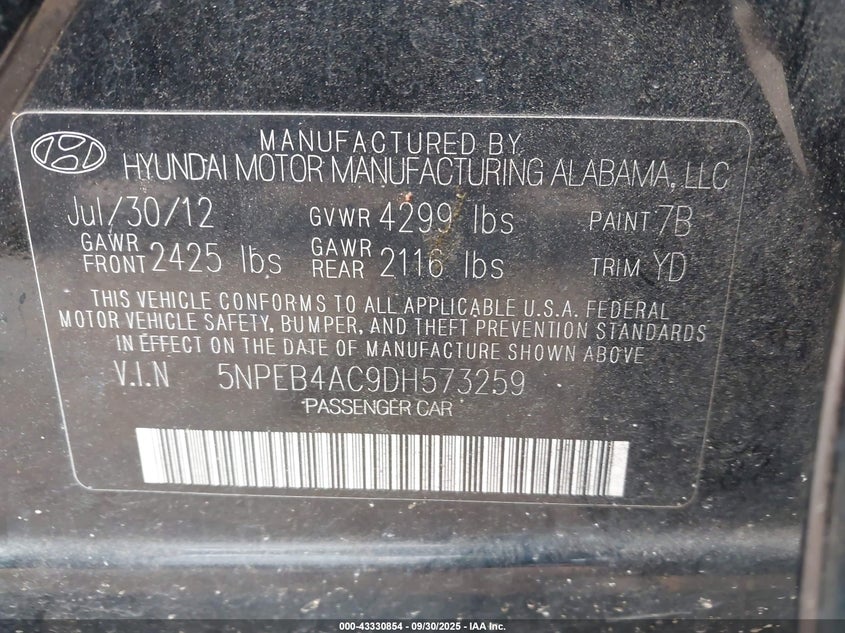 MANUFACTURED BY
HYUNDAI MOTOR MANUFACTURING ALABAMA, LLC
Jul/30/12 GVWR 4299 lbs PAINT 7B
GAWR FRONT 2425 lbs GAWR REAR 2116 lbs TRIM YD
THIS VEHICLE CONFORMS TO ALL APPLICABLE U.S.A. FEDERAL
MOTOR VEHICLE SAFETY, BUMPER, AND THEFT PREVENTION STANDARDS
IN EFFECT ON THE DATE OF MANUFACTURE SHOWN ABOVE
V.I.N 5NPEB4AC9DH573259
PASSENGER CAR
000-43330854 - 09/30/2025 - IAA Inc.